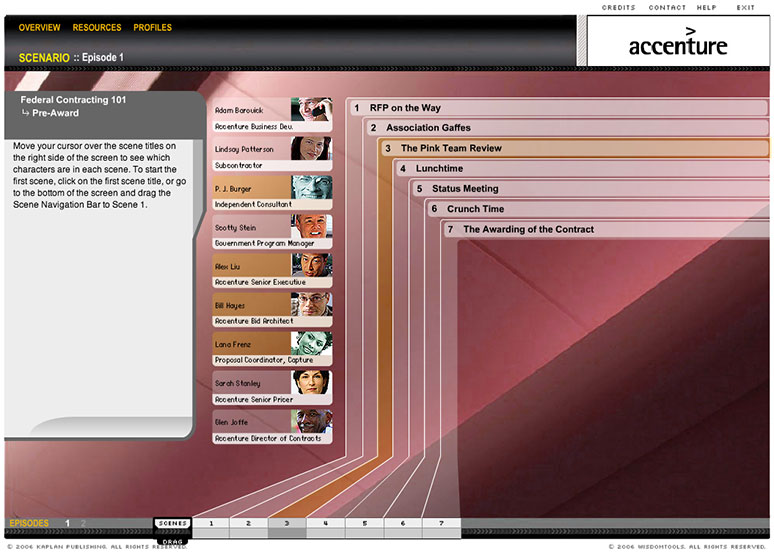 CREDITS CONTACT HELP EXIT
OVERVIEW RESOURCES PROFILES
SCENARIO :: Episode 1
>
accenture
Federal Contracting 101
↳ Pre-Award
Move your cursor over the scene titles on
the right side of the screen to see which
characters are in each scene. To start the
first scene, click on the first scene title, or go
to the bottom of the screen and drag the
Scene Navigation Bar to Scene 1.
Adam Barovick
Accenture Business Dev.
Lindsay Patterson
Subcontractor
P. J. Burger
Independent Consultant
Scotty Stein
Government Program Manager
Alex Liu
Accenture Senior Executive
Bill Hayes
Accenture Bid Architect
Lana Frenz
Proposal Coordinator, Capture
Sarah Stanley
Accenture Senior Pricer
Glen Joffe
Accenture Director of Contracts
1 RFP on the Way
2 Association Gaffes
3 The Pink Team Review
4 Lunchtime
5 Status Meeting
6 Crunch Time
7 The Awarding of the Contract
EPISODES 1 2 SCENES 1 2 3 4 5 6 7
DRAG
© 2006 KAPLAN PUBLISHING. ALL RIGHTS RESERVED. © 2006 WISDOMTOOLS. ALL RIGHTS RESERVED.